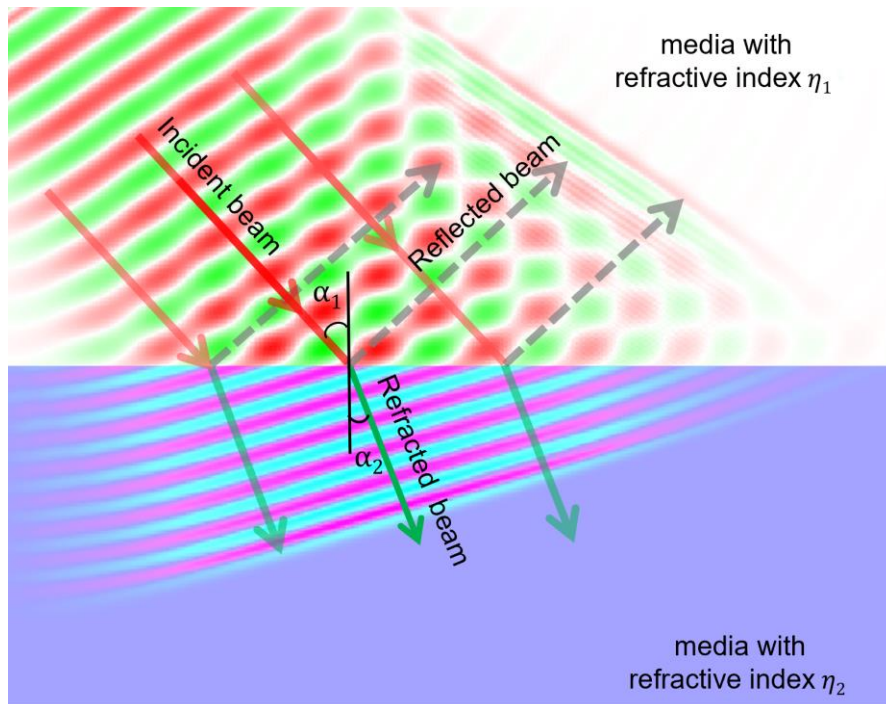 media with
refractive index η₁
Incident beam
Reflected beam
α₁
Refracted beam
α₂
media with
refractive index η₂